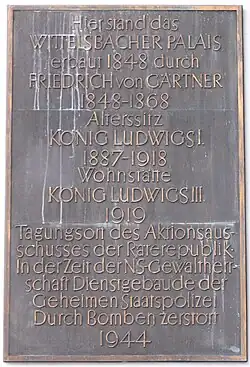 Hier stand das
WITTELSBACHER PALAIS
erbaut 1848 durch
FRIEDRICH von GÄRTNER
1848-1868
Alterssitz
KÖNIG LUDWIGS I.
1887-1918
Wohnstätte
KÖNIG LUDWIGS III.
1919
Tagungsort des Aktionsaus-
schusses der Räterepublik
In der Zeit der NS-Gewaltherr-
schaft Dienstgebäude der
Geheimen Staatspolizei
Durch Bomben zerstört
1944